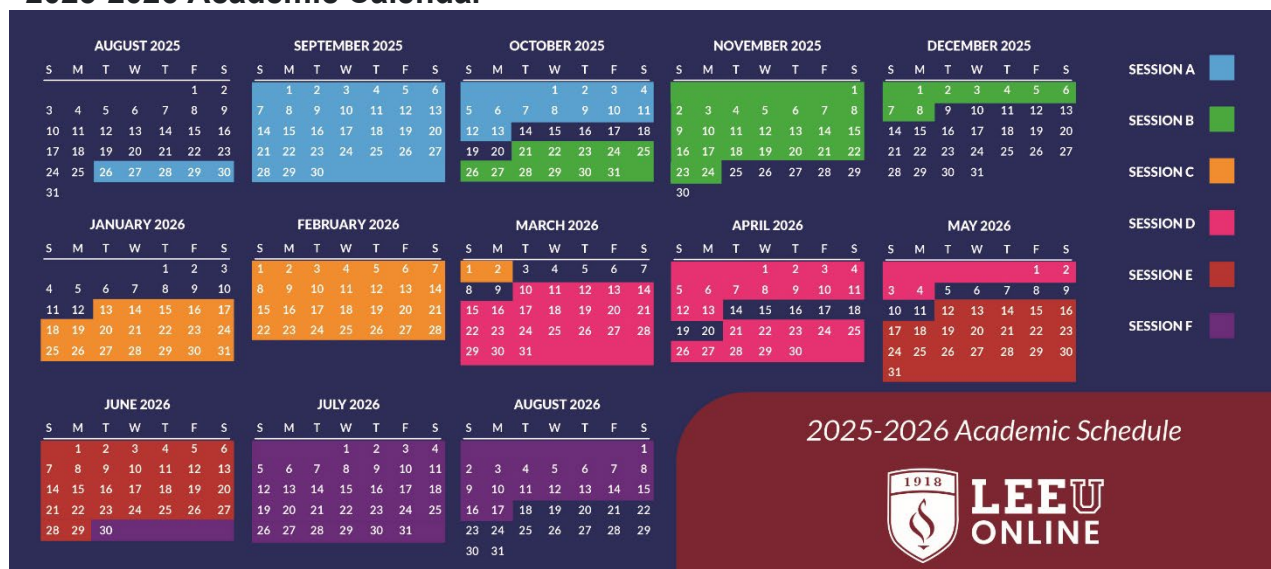 2025-2026 Academic Calendar
AUGUST 2025
S M T W T F S
1 2
3 4 5 6 7 8 9
10 11 12 13 14 15 16
17 18 19 20 21 22 23
24 25 26 27 28 29 30
31
SEPTEMBER 2025
S M T W T F S
1 2 3 4 5 6
7 8 9 10 11 12 13
14 15 16 17 18 19 20
21 22 23 24 25 26 27
28 29 30
OCTOBER 2025
S M T W T F S
1 2 3 4
5 6 7 8 9 10 11
12 13 14 15 16 17 18
19 20 21 22 23 24 25
26 27 28 29 30 31
NOVEMBER 2025
S M T W T F S
1
2 3 4 5 6 7 8
9 10 11 12 13 14 15
16 17 18 19 20 21 22
23 24 25 26 27 28 29
30
DECEMBER 2025
S M T W T F S
1 2 3 4 5 6
7 8 9 10 11 12 13
14 15 16 17 18 19 20
21 22 23 24 25 26 27
28 29 30 31
SESSION A
SESSION B
SESSION C
SESSION D
SESSION E
SESSION F
JANUARY 2026
S M T W T F S
1 2 3
4 5 6 7 8 9 10
11 12 13 14 15 16 17
18 19 20 21 22 23 24
25 26 27 28 29 30 31
FEBRUARY 2026
S M T W T F S
1 2 3 4 5 6 7
8 9 10 11 12 13 14
15 16 17 18 19 20 21
22 23 24 25 26 27 28
MARCH 2026
S M T W T F S
1 2 3 4 5 6 7
8 9 10 11 12 13 14
15 16 17 18 19 20 21
22 23 24 25 26 27 28
29 30 31
APRIL 2026
S M T W T F S
1 2 3 4
5 6 7 8 9 10 11
12 13 14 15 16 17 18
19 20 21 22 23 24 25
26 27 28 29 30
MAY 2026
S M T W T F S
1 2
3 4 5 6 7 8 9
10 11 12 13 14 15 16
17 18 19 20 21 22 23
24 25 26 27 28 29 30
31
JUNE 2026
S M T W T F S
1 2 3 4 5 6
7 8 9 10 11 12 13
14 15 16 17 18 19 20
21 22 23 24 25 26 27
28 29 30
JULY 2026
S M T W T F S
1 2 3 4
5 6 7 8 9 10 11
12 13 14 15 16 17 18
19 20 21 22 23 24 25
26 27 28 29 30 31
AUGUST 2026
S M T W T F S
1
2 3 4 5 6 7 8
9 10 11 12 13 14 15
16 17 18 19 20 21 22
23 24 25 26 27 28 29
30 31
2025-2026 Academic Schedule
1918
LEE U
ONLINE